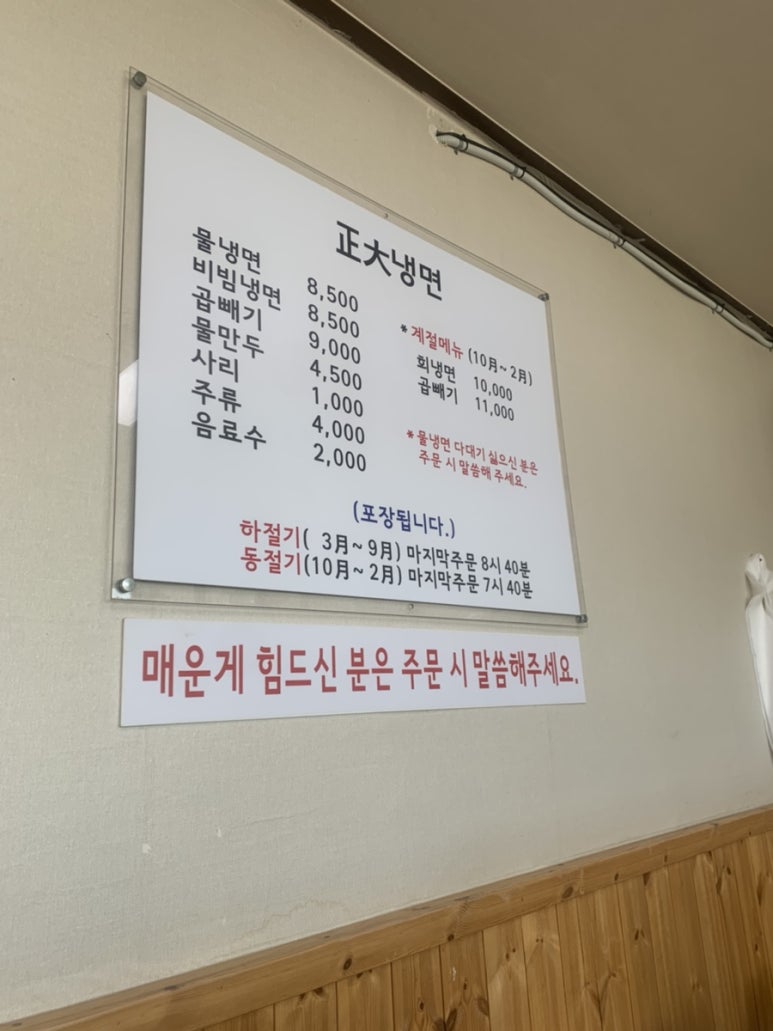 正大냉면
물냉면 8,500
비빔냉면 8,500
곱빼기 9,000
물만두 4,500
사리 1,000
주류 4,000
음료수 2,000
* 계절메뉴 (10月~ 2月)
회냉면 10,000
곱빼기 11,000
* 물냉면 다대기 싫으신 분은
주문 시 말씀해 주세요.
(포장됩니다.)
하절기( 3月~ 9月) 마지막주문 8시 40분
동절기(10月~ 2月) 마지막주문 7시 40분
매운게 힘드신 분은 주문 시 말씀해주세요.